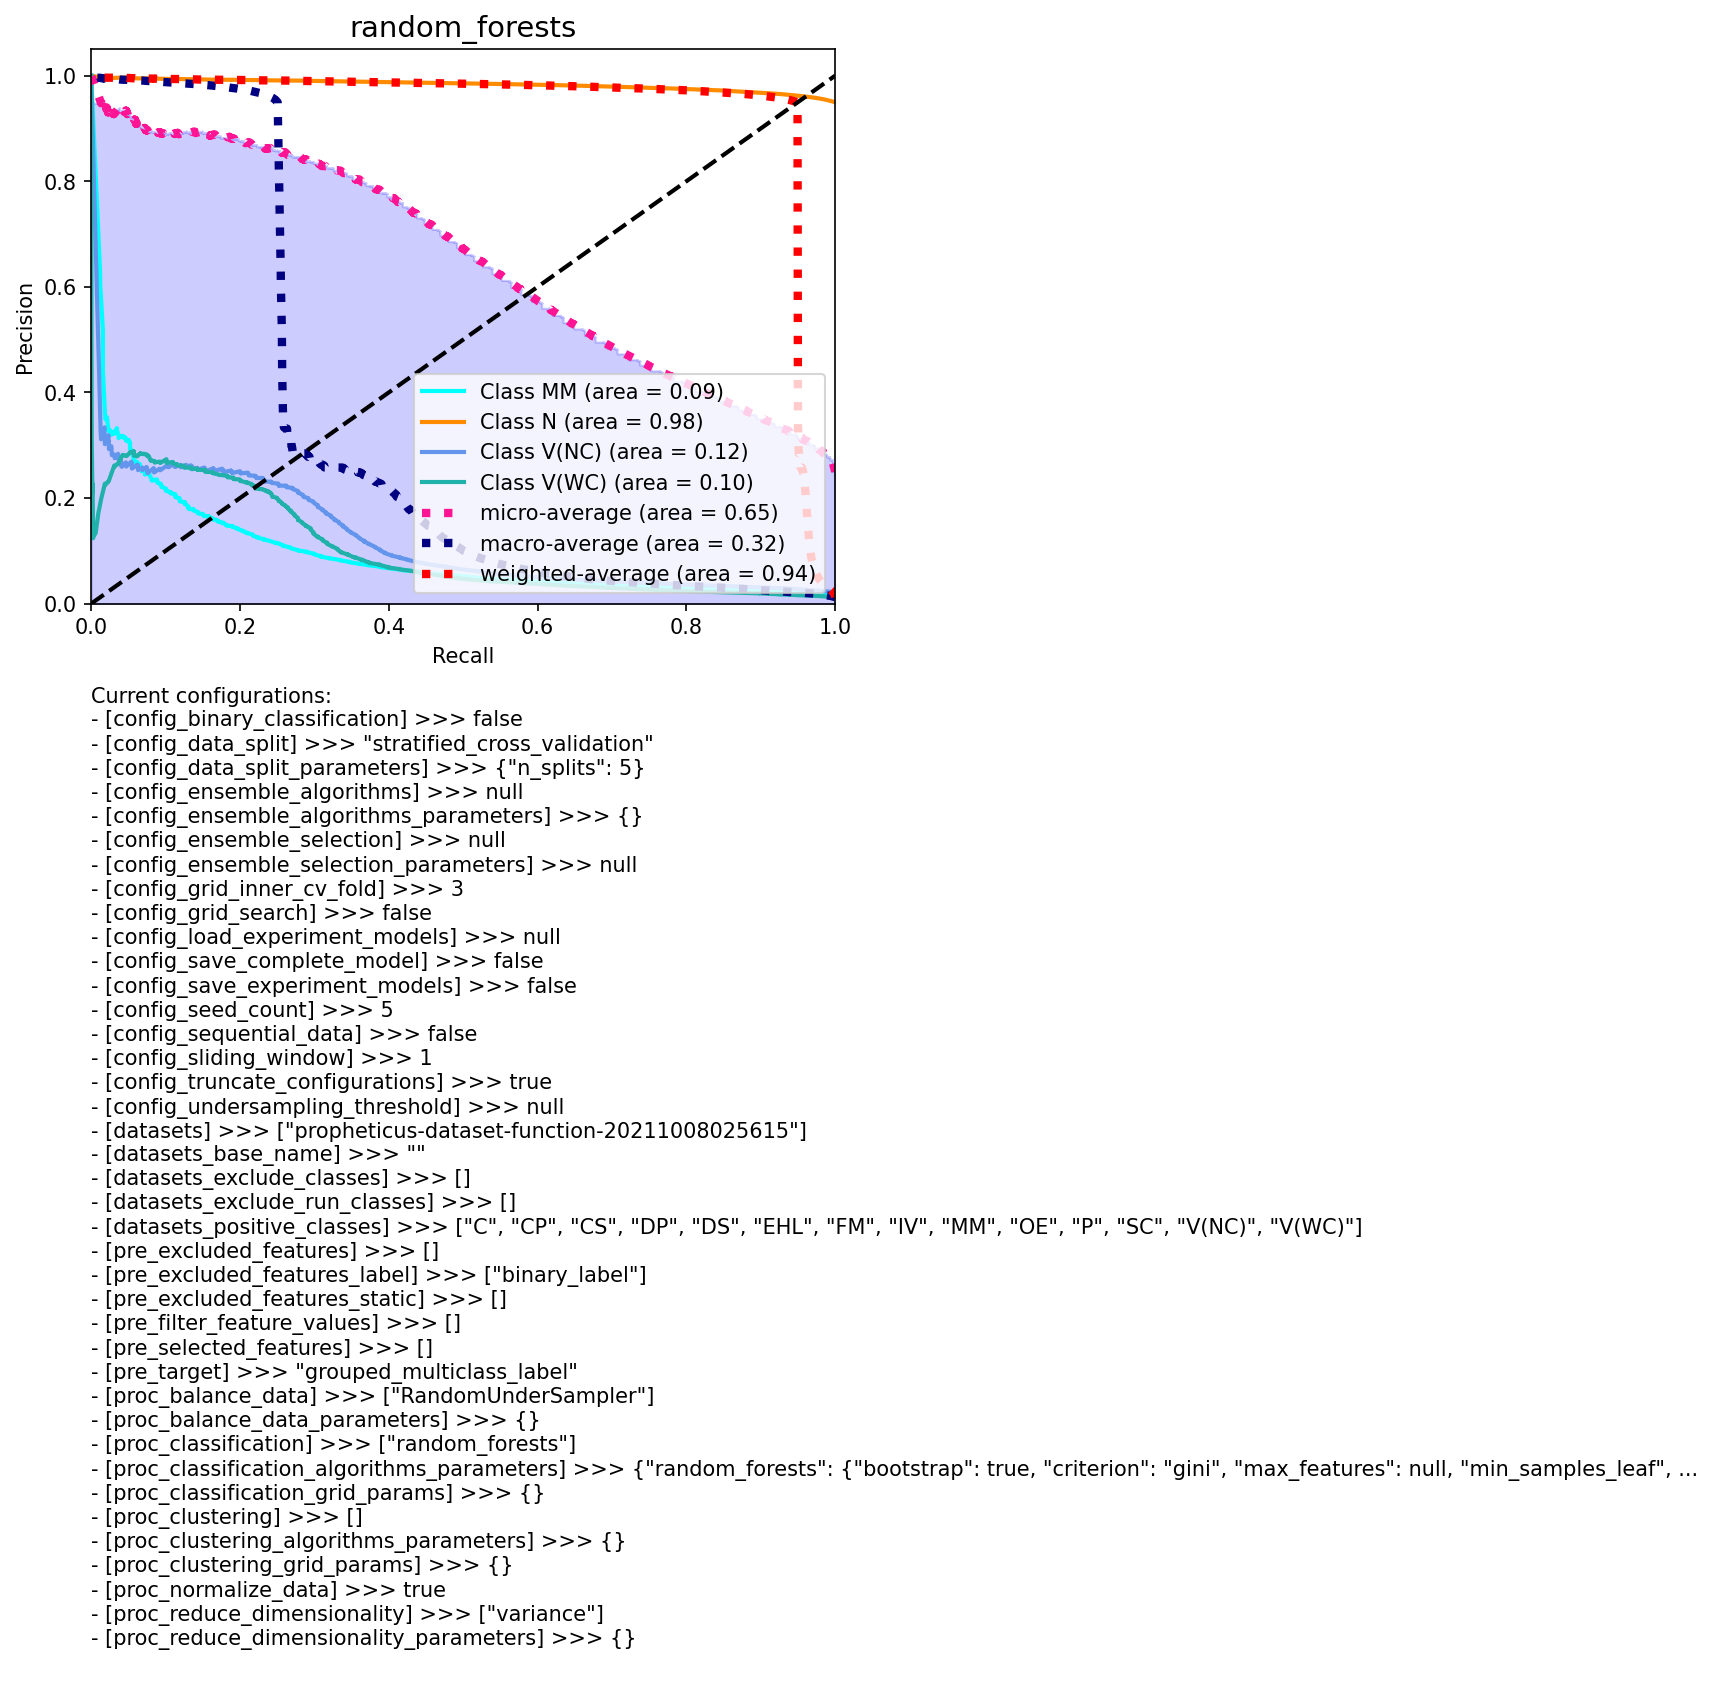 random_forests
1.0
0.8
0.6
0.4
0.2
0.0
Precision
Class MM (area = 0.09)
Class N (area = 0.98)
Class V(NC) (area = 0.12)
Class V(WC) (area = 0.10)
micro-average (area = 0.65)
macro-average (area = 0.32)
weighted-average (area = 0.94)
0.0 0.2 0.4 0.6 0.8 1.0
Recall
Current configurations:
- [config_binary_classification] >>> false
- [config_data_split] >>> "stratified_cross_validation"
- [config_data_split_parameters] >>> {"n_splits": 5}
- [config_ensemble_algorithms] >>> null
- [config_ensemble_algorithms_parameters] >>> {}
- [config_ensemble_selection] >>> null
- [config_ensemble_selection_parameters] >>> null
- [config_grid_inner_cv_fold] >>> 3
- [config_grid_search] >>> false
- [config_load_experiment_models] >>> null
- [config_save_complete_model] >>> false
- [config_save_experiment_models] >>> false
- [config_seed_count] >>> 5
- [config_sequential_data] >>> false
- [config_sliding_window] >>> 1
- [config_truncate_configurations] >>> true
- [config_undersampling_threshold] >>> null
- [datasets] >>> ["propheticus-dataset-function-20211008025615"]
- [datasets_base_name] >>> ""
- [datasets_exclude_classes] >>> []
- [datasets_exclude_run_classes] >>> []
- [datasets_positive_classes] >>> ["C", "CP", "CS", "DP", "DS", "EHL", "FM", "IV", "MM", "OE", "P", "SC", "V(NC)", "V(WC)"]
- [pre_excluded_features] >>> []
- [pre_excluded_features_label] >>> ["binary_label"]
- [pre_excluded_features_static] >>> []
- [pre_filter_feature_values] >>> []
- [pre_selected_features] >>> []
- [pre_target] >>> "grouped_multiclass_label"
- [proc_balance_data] >>> ["RandomUnderSampler"]
- [proc_balance_data_parameters] >>> {}
- [proc_classification] >>> ["random_forests"]
- [proc_classification_algorithms_parameters] >>> {"random_forests": {"bootstrap": true, "criterion": "gini", "max_features": null, "min_samples_leaf", ...
- [proc_classification_grid_params] >>> {}
- [proc_clustering] >>> []
- [proc_clustering_algorithms_parameters] >>> {}
- [proc_clustering_grid_params] >>> {}
- [proc_normalize_data] >>> true
- [proc_reduce_dimensionality] >>> ["variance"]
- [proc_reduce_dimensionality_parameters] >>> {}